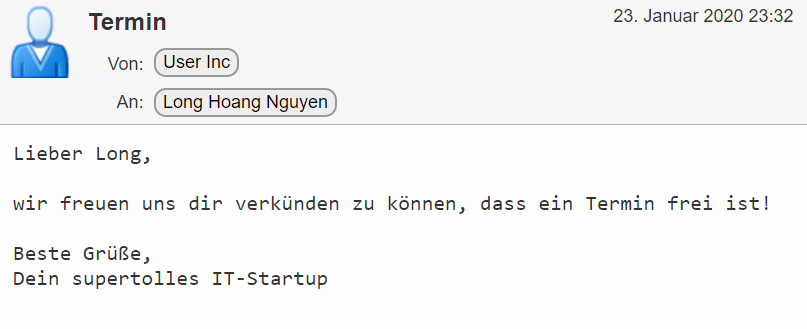 Termin
23. Januar 2020 23:32
Von: User Inc
An: Long Hoang Nguyen
Lieber Long,
wir freuen uns dir verkünden zu können, dass ein Termin frei ist!
Beste Grüße,
Dein supertolles IT-Startup